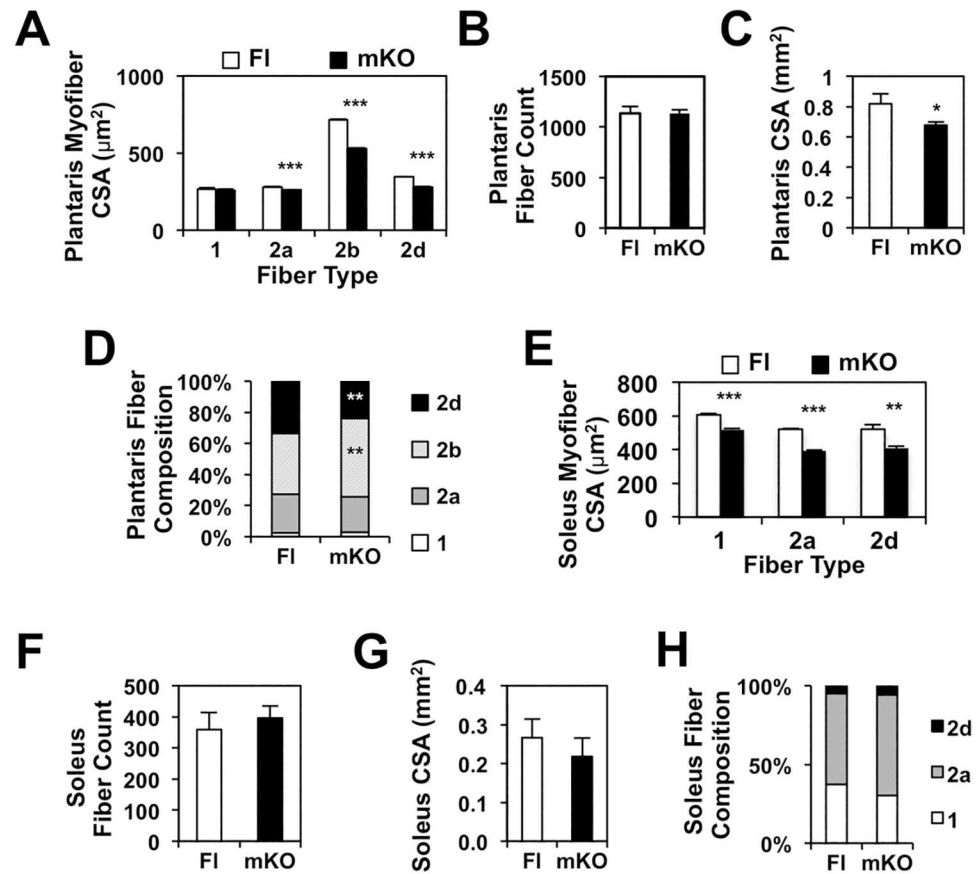 A
Plantaris Myofiber
CSA (μm²)
Fl
mKO
1000
500
0
***
***
***
1
2a
2b
2d
Fiber Type
B
Plantaris
Fiber Count
1500
1000
500
0
Fl
mKO
C
Plantaris CSA (mm²)
1
0.8
0.6
0.4
0.2
0
*
Fl
mKO
D
Plantaris Fiber
Composition
100%
80%
60%
40%
20%
0%
**
**
Fl
mKO
2d
2b
2a
1
E
Soleus Myofiber
CSA (μm²)
Fl
mKO
800
600
400
200
0
***
***
**
1
2a
2d
Fiber Type
F
Soleus
Fiber Count
500
400
300
200
100
0
Fl
mKO
G
Soleus CSA (mm²)
0.4
0.3
0.2
0.1
0.0
Fl
mKO
H
Soleus Fiber
Composition
100%
50%
0%
Fl
mKO
2d
2a
1